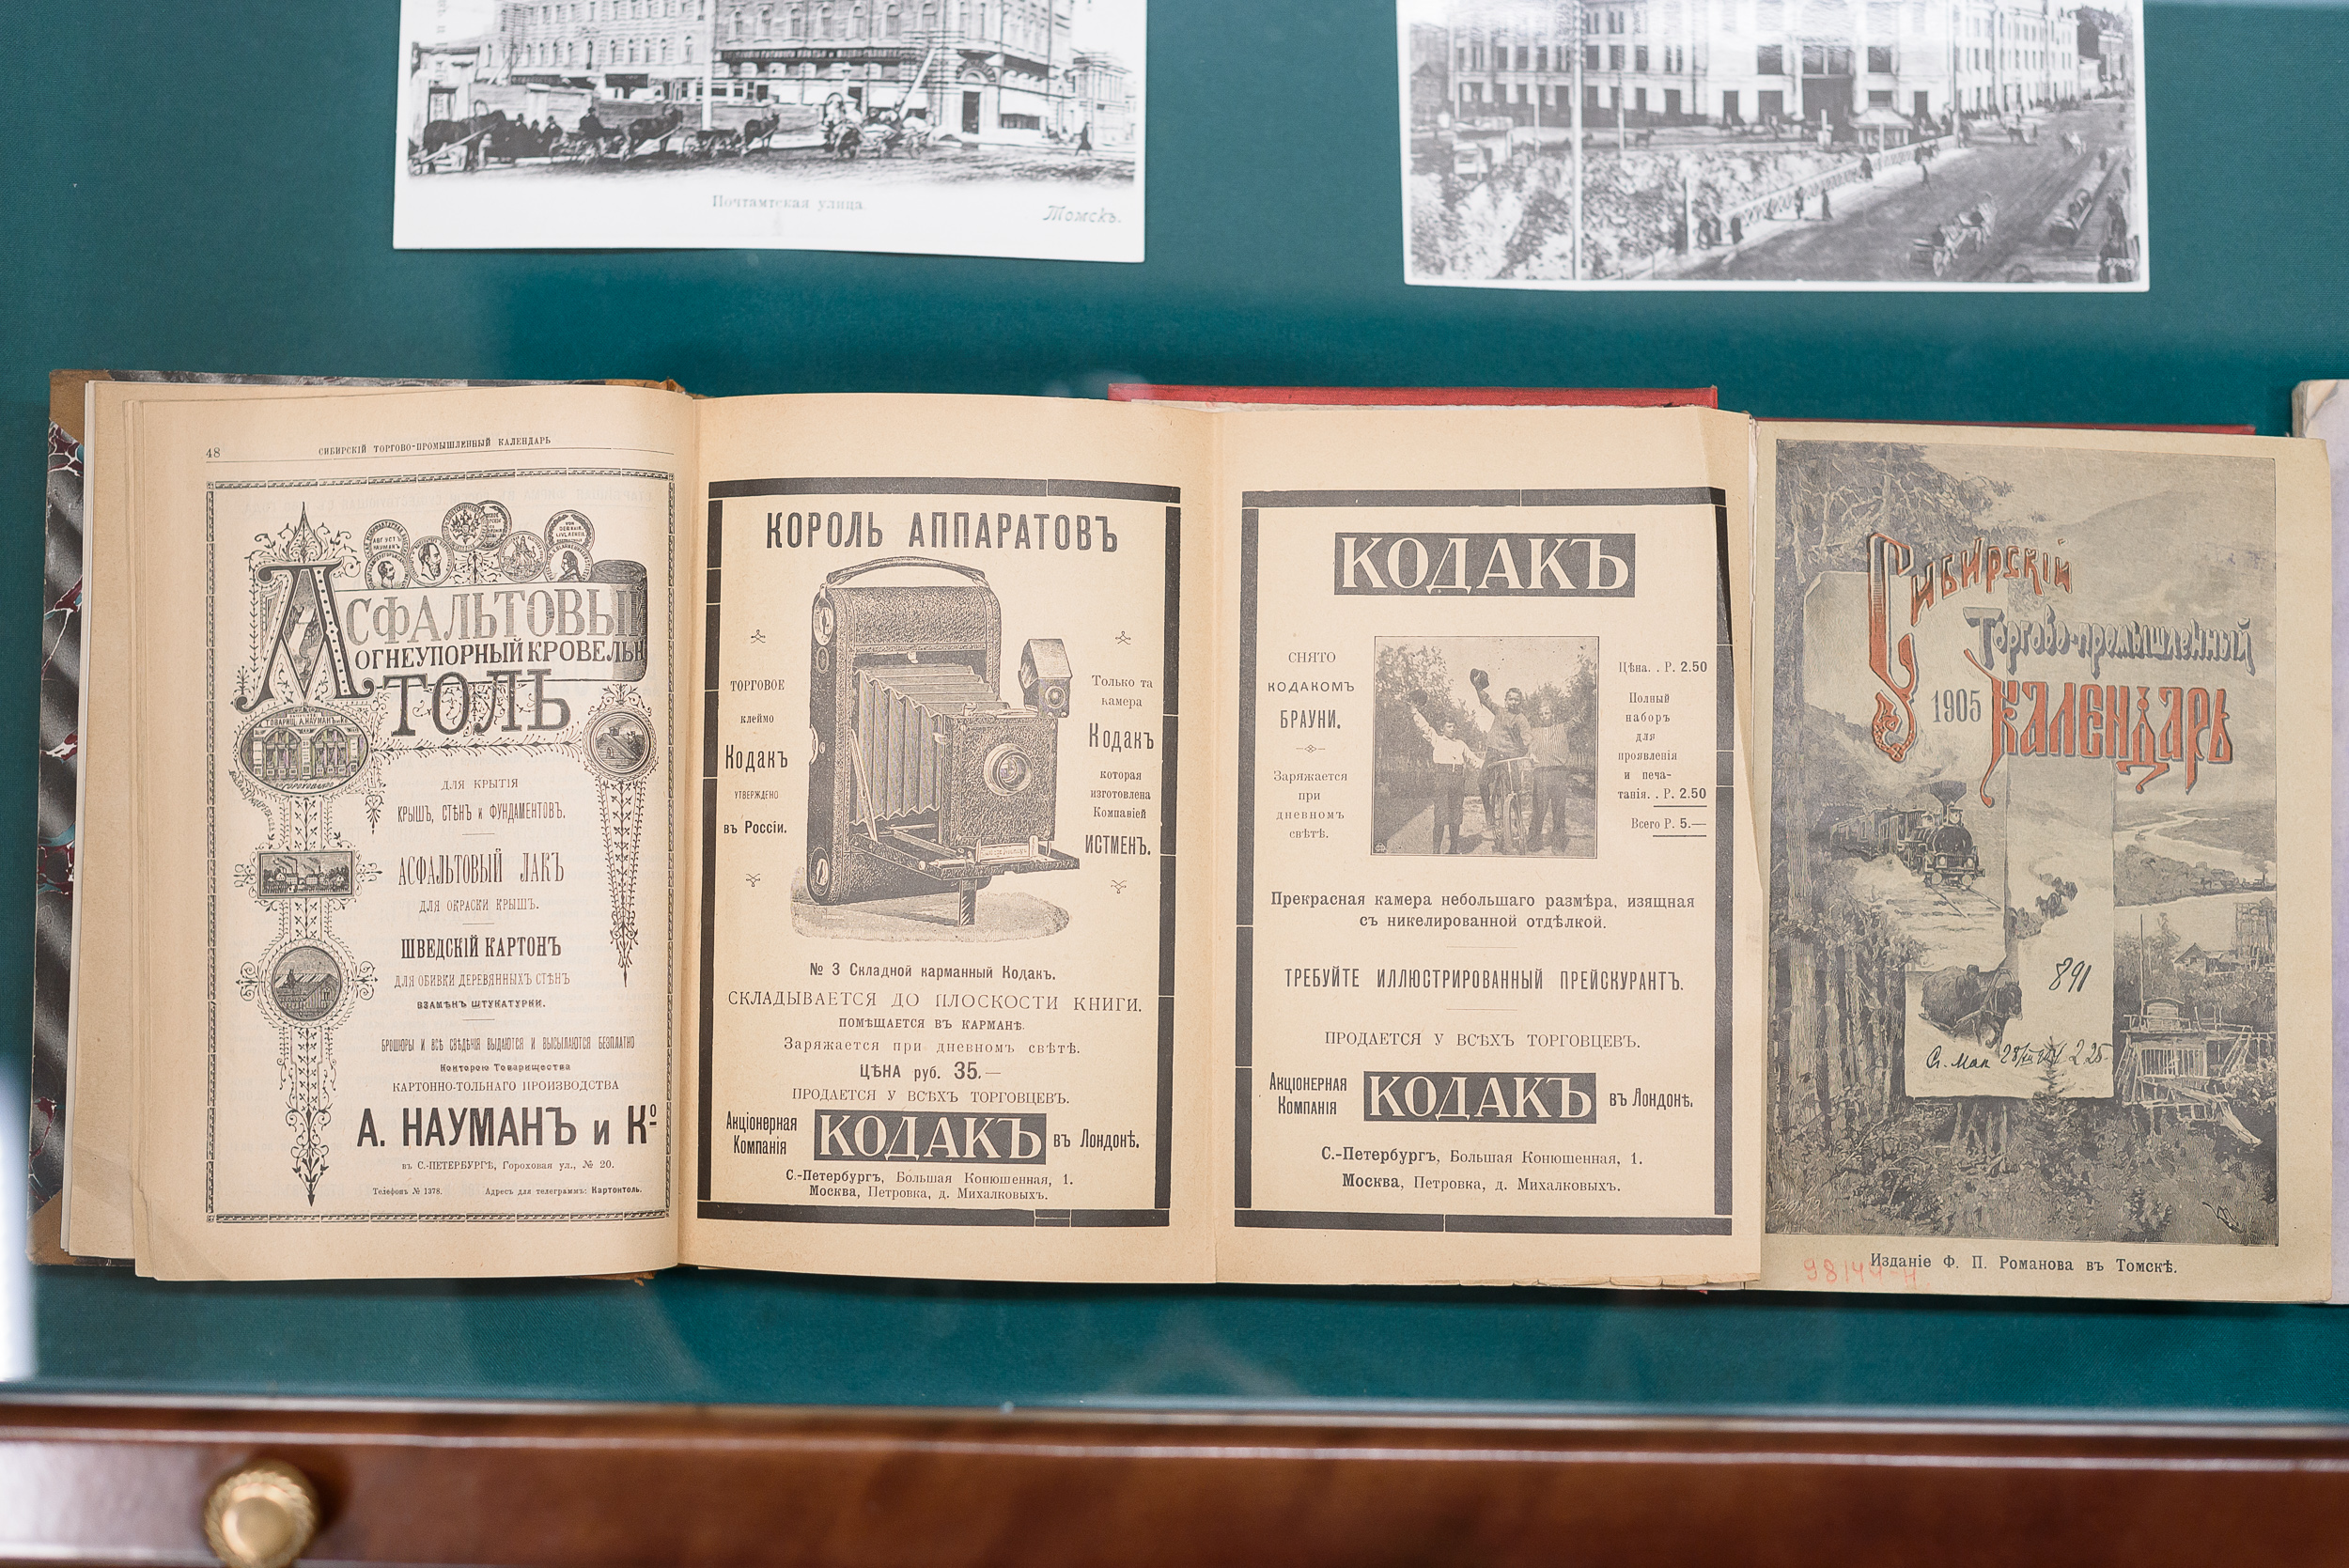 Почтамтская улица.
Томскъ.
48
СИБИРСКІЙ ТОРГОВО-ПРОМЫШЛЕННЫЙ КАЛЕНДАРЬ
АСФАЛЬТОВЫЙ
ОГНЕУПОРНЫЙ КРОВЕЛЬН
ТОЛЬ
ДЛЯ КРЫТІЯ
КРЫШЪ, СТѢНЪ и ФУНДАМЕНТОВЪ.
АСФАЛЬТОВЫЙ ЛАКЪ
ДЛЯ ОКРАСКИ КРЫШЪ.
ШВЕДСКІЙ КАРТОНЪ
ДЛЯ ОБИВКИ ДЕРЕВЯННЫХЪ СТѢНЪ
ВЗАМѢНЪ ШТУКАТУРКИ.
БРОШЮРЫ И ВСѢ СВѢДѢНІЯ ВЫДАЮТСЯ И ВЫСЫЛАЮТСЯ БЕЗПЛАТНО
Конторою Товарищества
КАРТОННО-ТОЛЬНАГО ПРОИЗВОДСТВА
А. НАУМАНЪ и Кº
въ С.-ПЕТЕРБУРГѢ, Гороховая ул., № 20.
Телефонъ № 1378. Адресъ для телеграммъ: Картонтоль.
КОРОЛЬ АППАРАТОВЪ
ТОРГОВОЕ
КЛЕЙМО
Кодакъ
УТВЕРЖДЕНО
въ Россіи.
Только та
камера
Кодакъ
которая
изготовлена
Компаніей
ИСТМЕНЪ.
№ 3 Складной карманный Кодакъ.
СКЛАДЫВАЕТСЯ ДО ПЛОСКОСТИ КНИГИ.
ПОМѢЩАЕТСЯ ВЪ КАРМАНѢ.
Заряжается при дневномъ свѣтѣ.
ЦѢНА руб. 35.—
ПРОДАЕТСЯ У ВСѢХЪ ТОРГОВЦЕВЪ.
Акціонерная
Компанія
КОДАКЪ
въ Лондонѣ.
С.-Петербургъ, Большая Конюшенная, 1.
Москва, Петровка, д. Михалковыхъ.
КОДАКЪ
СНЯТО
КОДАКОМЪ
БРАУНИ.
Заряжается
при
дневномъ
свѣтѣ.
Цѣна. . Р. 2.50
Полный
наборъ
для
проявленія
и печа-
танія. . Р. 2.50
Всего Р. 5.—
Прекрасная камера небольшаго размѣра, изящная
съ никелированной отдѣлкой.
ТРЕБУЙТЕ ИЛЛЮСТРИРОВАННЫЙ ПРЕЙСКУРАНТЪ.
ПРОДАЕТСЯ У ВСѢХЪ ТОРГОВЦЕВЪ.
Акціонерная
Компанія
КОДАКЪ
въ Лондонѣ.
С.-Петербургъ, Большая Конюшенная, 1.
Москва, Петровка, д. Михалковыхъ.
Сибирскій
Торгово-промышленный
1905 КАЛЕНДАРЬ
891
Изданіе Ф. П. Романова въ Томскѣ.